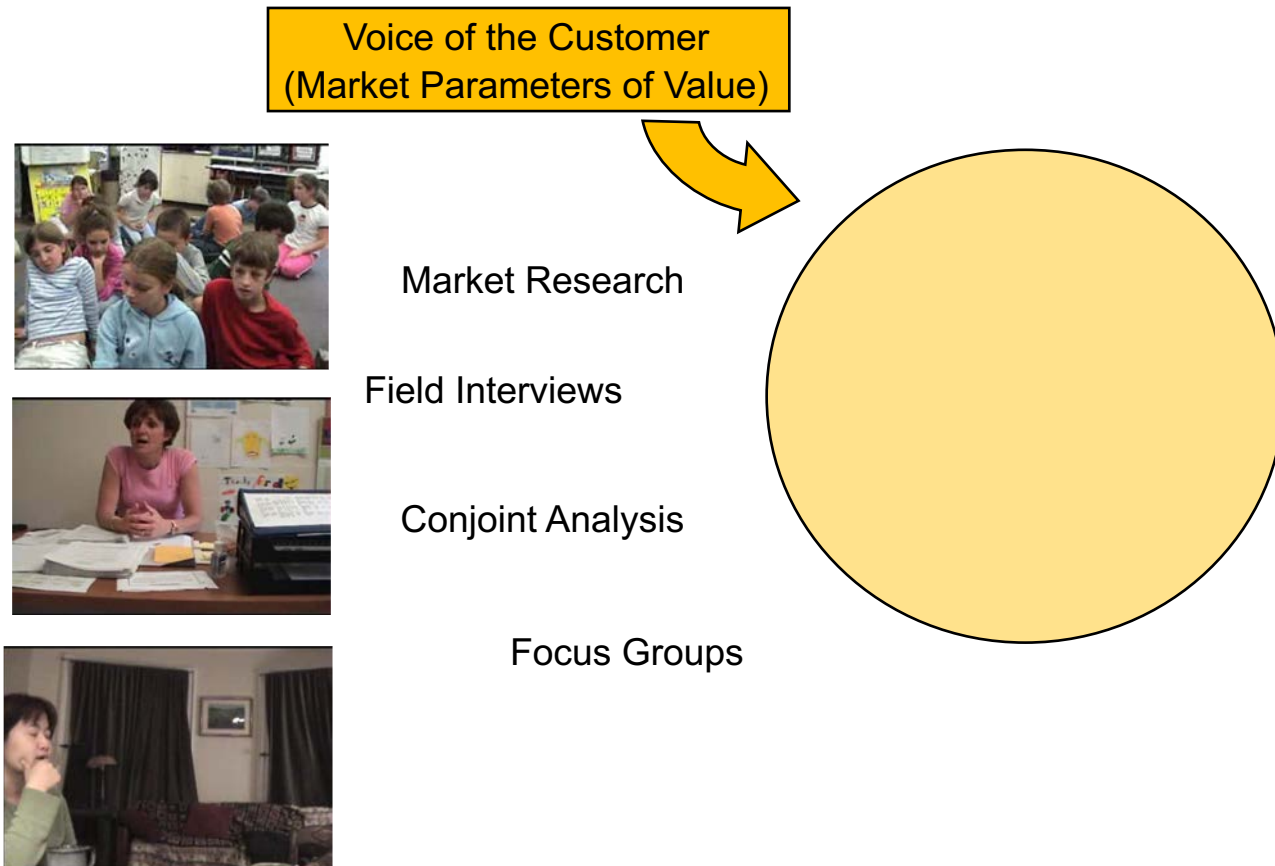 Voice of the Customer
(Market Parameters of Value)
Market Research
Field Interviews
Conjoint Analysis
Focus Groups